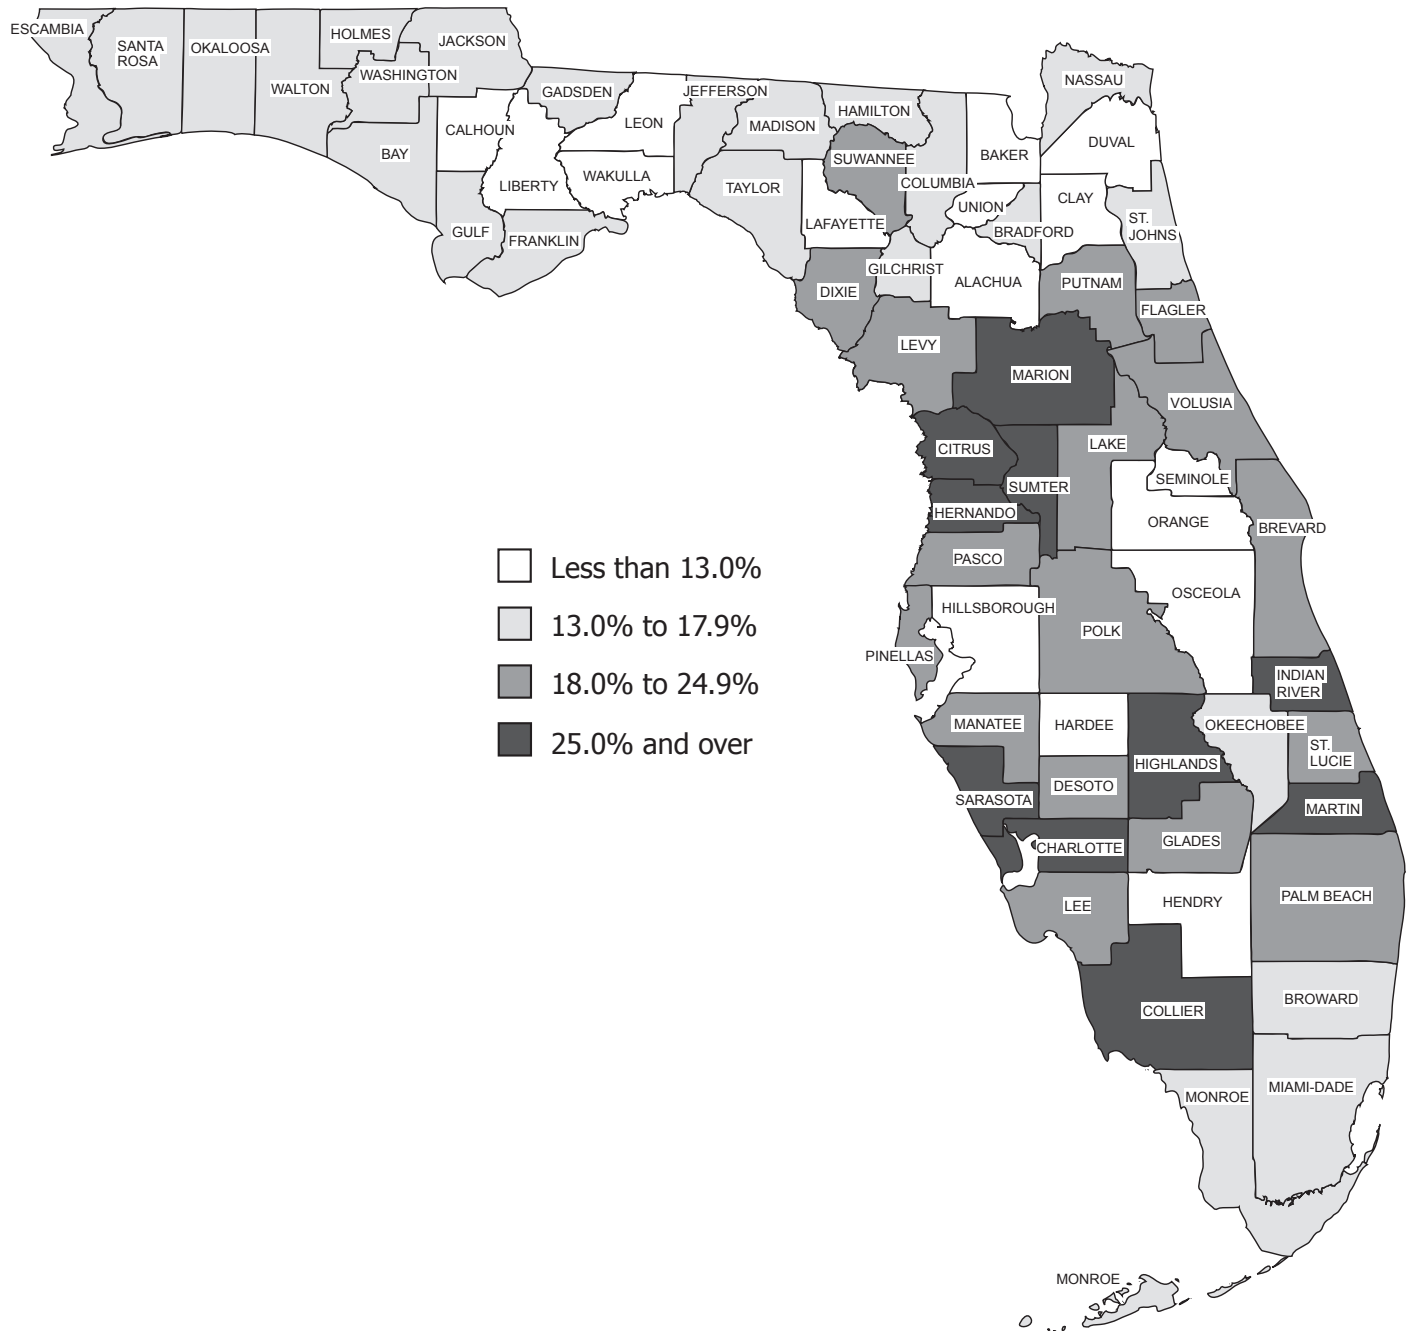 ESCAMBIA
SANTA
ROSA
OKALOOSA
WALTON
HOLMES
WASHINGTON
JACKSON
BAY
CALHOUN
GULF
LIBERTY
FRANKLIN
GADSDEN
LEON
WAKULLA
JEFFERSON
MADISON
TAYLOR
HAMILTON
SUWANNEE
LAFAYETTE
COLUMBIA
BAKER
NASSAU
DUVAL
UNION
BRADFORD
CLAY
ST.
JOHNS
DIXIE
GILCHRIST
ALACHUA
PUTNAM
FLAGLER
LEVY
MARION
VOLUSIA
CITRUS
SUMTER
LAKE
SEMINOLE
HERNANDO
ORANGE
BREVARD
PASCO
OSCEOLA
HILLSBOROUGH
POLK
PINELLAS
INDIAN
RIVER
MANATEE
HARDEE
OKEECHOBEE
HIGHLANDS
ST.
LUCIE
DESOTO
SARASOTA
MARTIN
CHARLOTTE
GLADES
LEE
HENDRY
PALM BEACH
COLLIER
BROWARD
MONROE
MIAMI-DADE
MONROE
Less than 13.0%
13.0% to 17.9%
18.0% to 24.9%
25.0% and over